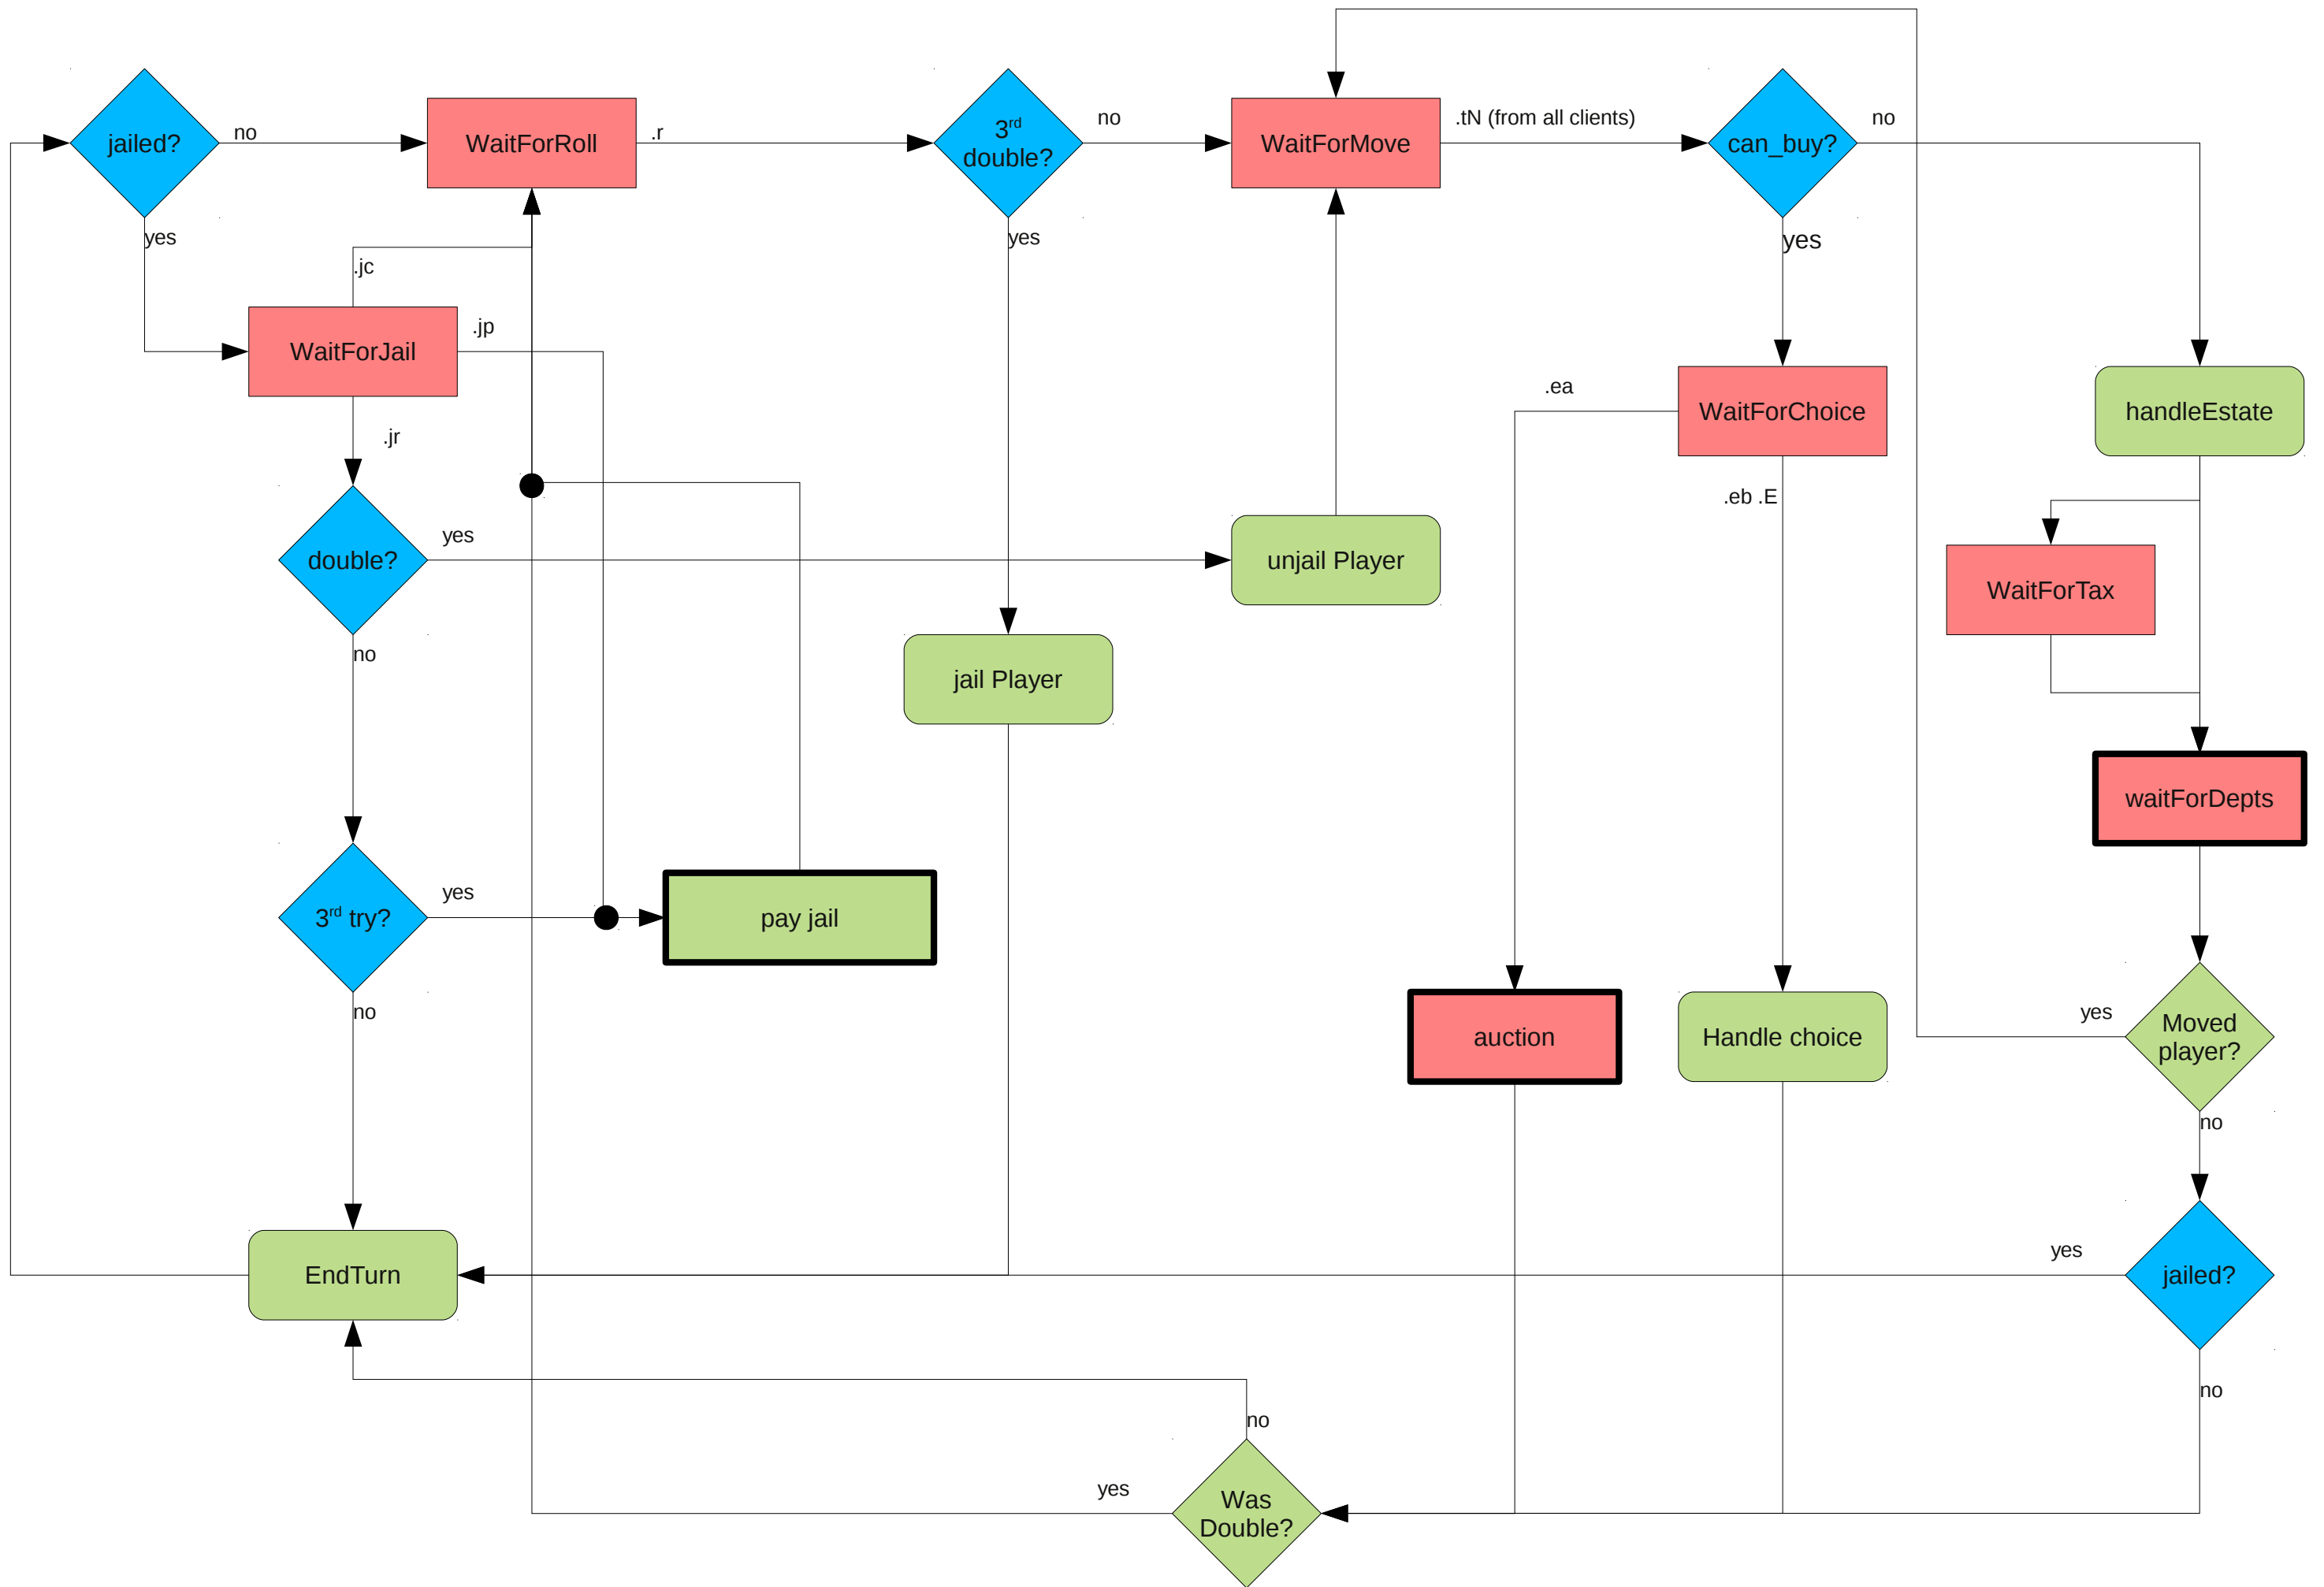 jailed?
no
WaitForRoll
.r
3rd
double?
no
WaitForMove
.tN (from all clients)
can_buy?
no
yes
.jc
yes
yes
WaitForJail
.jp
.jr
.ea
WaitForChoice
handleEstate
.eb .E
double?
yes
unjail Player
WaitForTax
no
jail Player
waitForDepts
3rd try?
yes
pay jail
no
auction
Handle choice
yes
Moved
player?
no
EndTurn
yes
jailed?
no
no
yes
Was
Double?